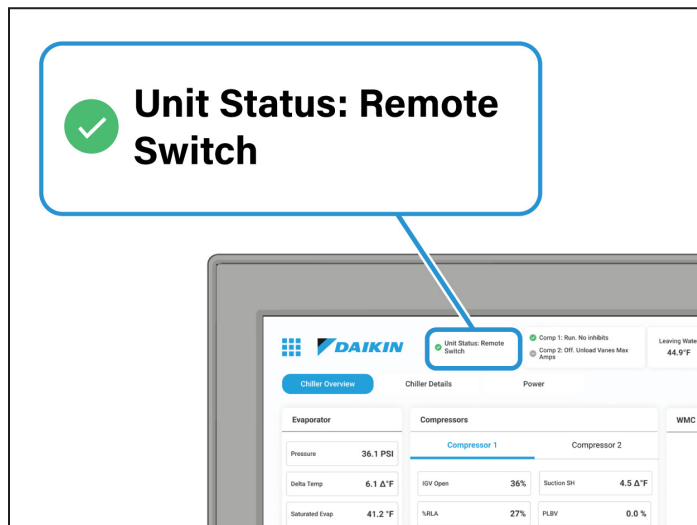 Unit Status: Remote
Switch
DAIKIN
Unit Status: Remote
Switch
Comp 1: Run. No inhibits
Comp 2: Off. Unload Vanes Max
Amps
Leaving Wate
44.9°F
Chiller Overview
Chiller Details
Power
Evaporator
Compressors
WMC
Compressor 1
Compressor 2
Pressure 36.1 PSI
IGV Open 36%
Suction SH 4.5 Δ°F
Delta Temp 6.1 Δ°F
%RLA 27%
PLBV 0.0 %
Saturated Evap 41.2 °F